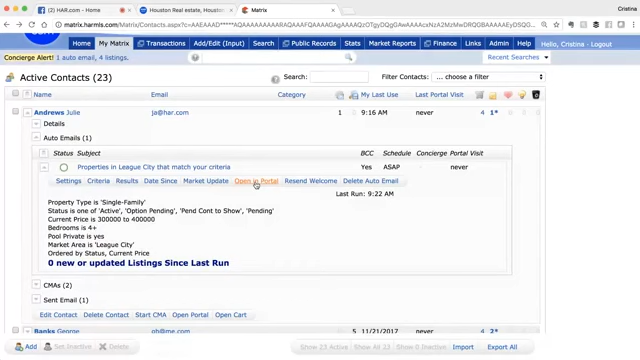 Cristina
HAR.com
Houston Real estate, Houston
Matrix
matrix.harmls.com/Matrix/Contacts.aspx
Home My Matrix Transactions Add/Edit (Input) Search Public Records Stats Market Reports Finance Links Help Hello, Cristina - Logout
Concierge Alert! 1 auto email, 4 listings. Recent Searches
Active Contacts (23) Search: Filter Contacts: ... choose a filter
Name Email Category My Last Use Last Portal Visit
Andrews Julie ja@har.com 1 9:16 AM never 4 1*
Details
Auto Emails (1)
Status Subject BCC Schedule Concierge Portal Visit
Properties in League City that match your criteria Yes ASAP never
Settings Criteria Results Date Since Market Update Open in Portal Resend Welcome Delete Auto Email
Last Run: 9:22 AM
Property Type is 'Single-Family'
Status is one of 'Active', 'Option Pending', 'Pend Cont to Show', 'Pending'
Current Price is 300000 to 400000
Bedrooms is 4+
Pool Private is yes
Market Area is 'League City'
Ordered by Status, Current Price
0 new or updated Listings Since Last Run
CMAs (2)
Sent Email (1)
Edit Contact Delete Contact Start CMA Open Portal Open Cart
Banks George gb@me.com 5 11/21/2017 never 4 2*
Add Set Inactive Delete Show 23 Active Show All 23 Show 0 Inactive Import Export All